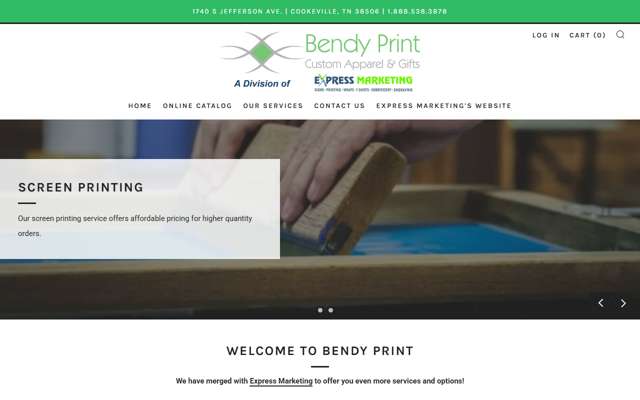 1740 S JEFFERSON AVE. | COOKEVILLE, TN 38506 | 1.888.538.3878
LOG IN
CART (0)
Bendy Print
Custom Apparel & Gifts
A Division of
EXPRESS MARKETING
HOME
ONLINE CATALOG
OUR SERVICES
CONTACT US
EXPRESS MARKETING'S WEBSITE
SCREEN PRINTING
Our screen printing service offers affordable pricing for higher quantity
orders.
WELCOME TO BENDY PRINT
We have merged with Express Marketing to offer you even more services and options!